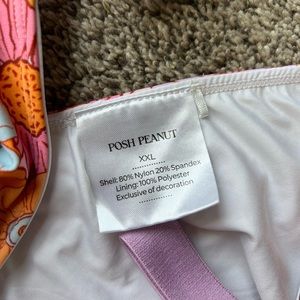 POSH PEANUT
XXL
Shell: 80% Nylon 20% Spandex
Lining: 100% Polyester
Exclusive of decoration